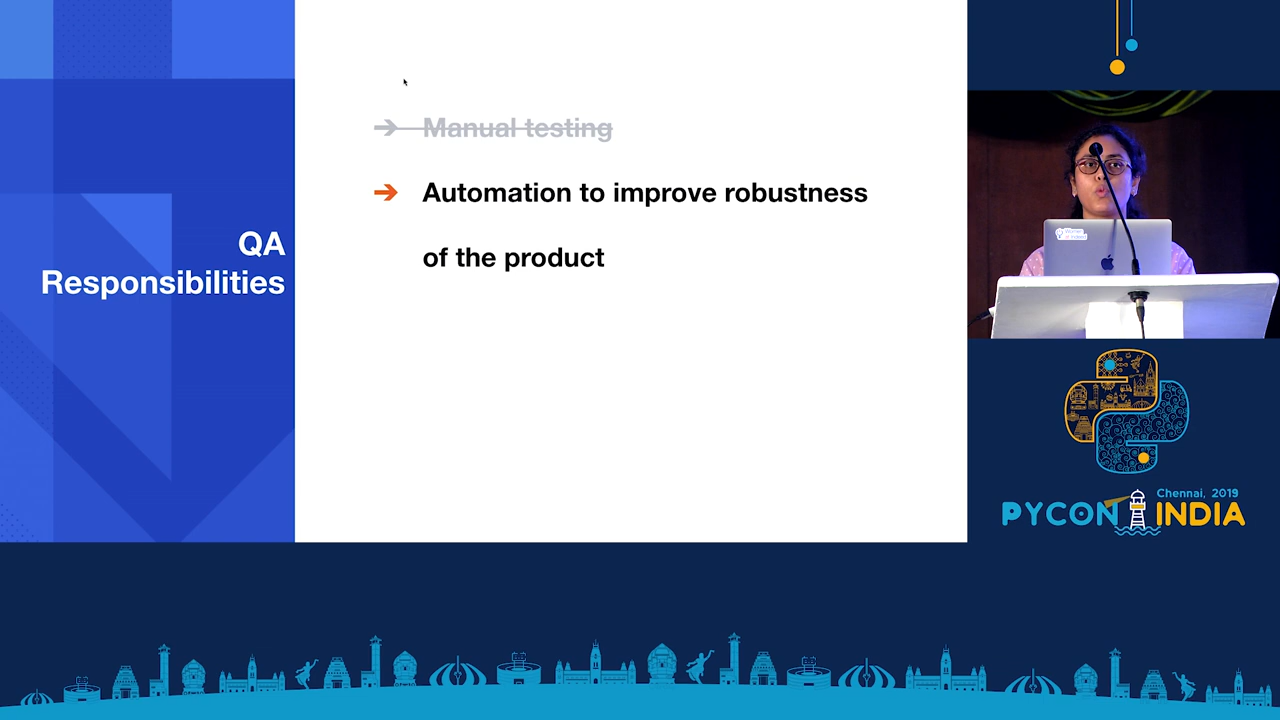 QA
Responsibilities
➔ Manual testing
➔ Automation to improve robustness
of the product
Chennai, 2019
PYCON INDIA